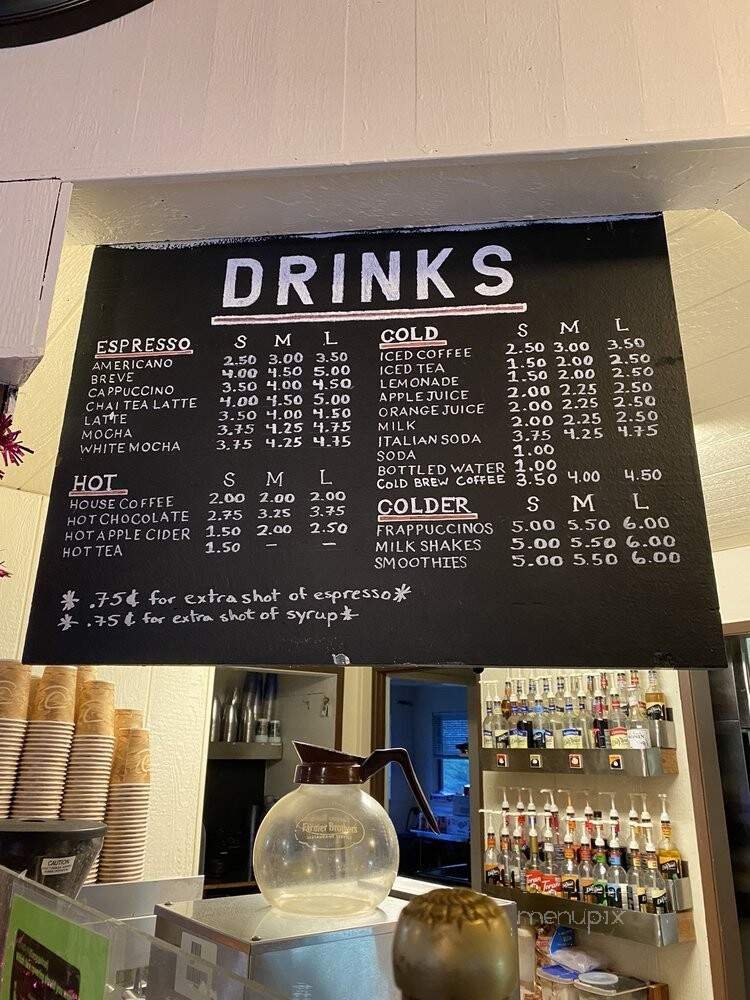 DRINKS
ESPRESSO S M L
AMERICANO 2.50 3.00 3.50
BREVE 4.00 4.50 5.00
CAPPUCCINO 3.50 4.00 4.50
CHAI TEA LATTE 4.00 4.50 5.00
LATTE 3.50 4.00 4.50
MOCHA 3.75 4.25 4.75
WHITE MOCHA 3.75 4.25 4.75
HOT S M L
HOUSE COFFEE 2.00 2.00 2.00
HOT CHOCOLATE 2.75 3.25 3.75
HOT APPLE CIDER 1.50 2.00 2.50
HOT TEA 1.50 — —
* .75¢ for extra shot of espresso*
* .75¢ for extra shot of syrup*
COLD S M L
ICED COFFEE 2.50 3.00 3.50
ICED TEA 1.50 2.00 2.50
LEMONADE 1.50 2.00 2.50
APPLE JUICE 2.00 2.25 2.50
ORANGE JUICE 2.00 2.25 2.50
MILK 2.00 2.25 2.50
ITALIAN SODA 3.75 4.25 4.75
SODA 1.00
BOTTLED WATER 1.00
COLD BREW COFFEE 3.50 4.00 4.50
COLDER S M L
FRAPPUCCINOS 5.00 5.50 6.00
MILK SHAKES 5.00 5.50 6.00
SMOOTHIES 5.00 5.50 6.00
Farmer Brothers
CAUTION
Torani
menupix